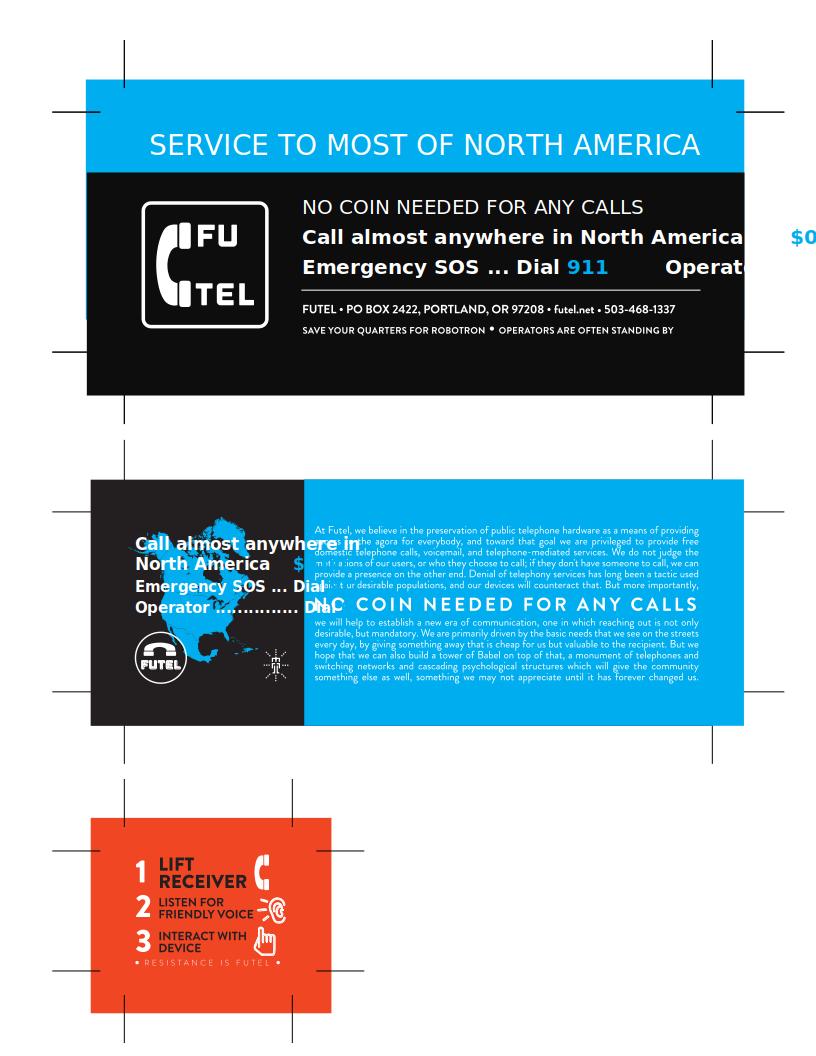 SERVICE TO MOST OF NORTH AMERICA
FU
TEL
NO COIN NEEDED FOR ANY CALLS
Call almost anywhere in North America $0
Emergency SOS ... Dial 911 Operat
FUTEL • PO BOX 2422, PORTLAND, OR 97208 • futel.net • 503-468-1337
SAVE YOUR QUARTERS FOR ROBOTRON • OPERATORS ARE OFTEN STANDING BY
Call almost anywhere in
North America $
Emergency SOS ... Dial
Operator .............. Dial
FUTEL
At Futel, we believe in the preservation of public telephone hardware as a means of providing
the agora for everybody, and toward that goal we are privileged to provide free
domestic telephone calls, voicemail, and telephone-mediated services. We do not judge the
of our users, or who they choose to call; if they don't have someone to call, we can
provide a presence on the other end. Denial of telephony services has long been a tactic used
populations, and our devices will counteract that. But more importantly,
NO COIN NEEDED FOR ANY CALLS
we will help to establish a new era of communication, one in which reaching out is not only
desirable, but mandatory. We are primarily driven by the basic needs that we see on the streets
every day, by giving something away that is cheap for us but valuable to the recipient. But we
hope that we can also build a tower of Babel on top of that, a monument of telephones and
switching networks and cascading psychological structures which will give the community
something else as well, something we may not appreciate until it has forever changed us.
1 LIFT
RECEIVER
2 LISTEN FOR
FRIENDLY VOICE
3 INTERACT WITH
DEVICE
• RESISTANCE IS FUTEL •